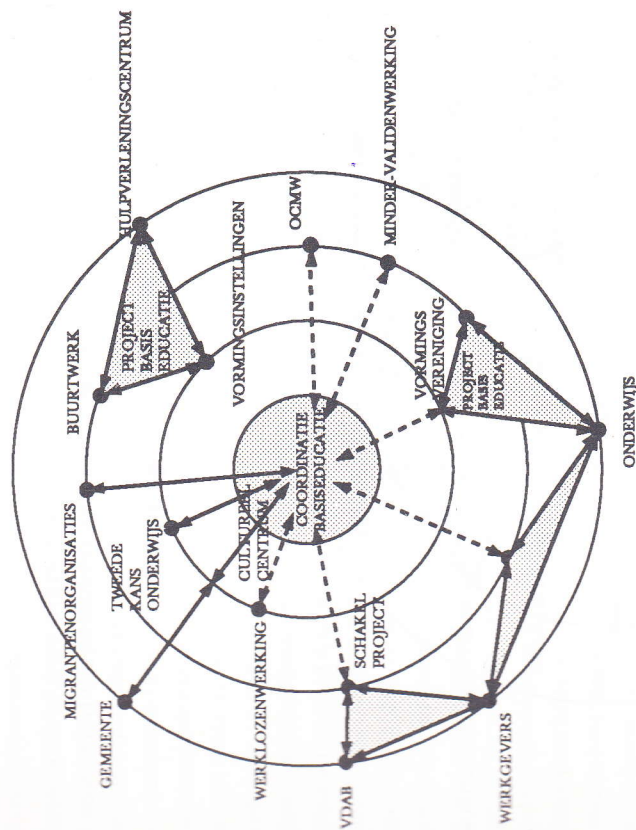 MIGRANTENORGANISATIES
BUURTWERK
GEMEENTE
HULPVERLENINGSCENTRUM
TWEEDE
KANS
ONDERWIJS
PROJECT
BASIS
EDUCATIE
CULTUREEL
CENTRUM
VORMINGSINSTELLINGEN
WERKLOZENWERKING
COORDINATIE
BASISEDUCATIE
OCMW
VDAB
SCHAKEL
PROJECT
MINDER-VALIDENWERKING
VORMINGS
VERENIGING
PROJECT
BASIS
EDUCATIE
WERKGEVERS
ONDERWIJS